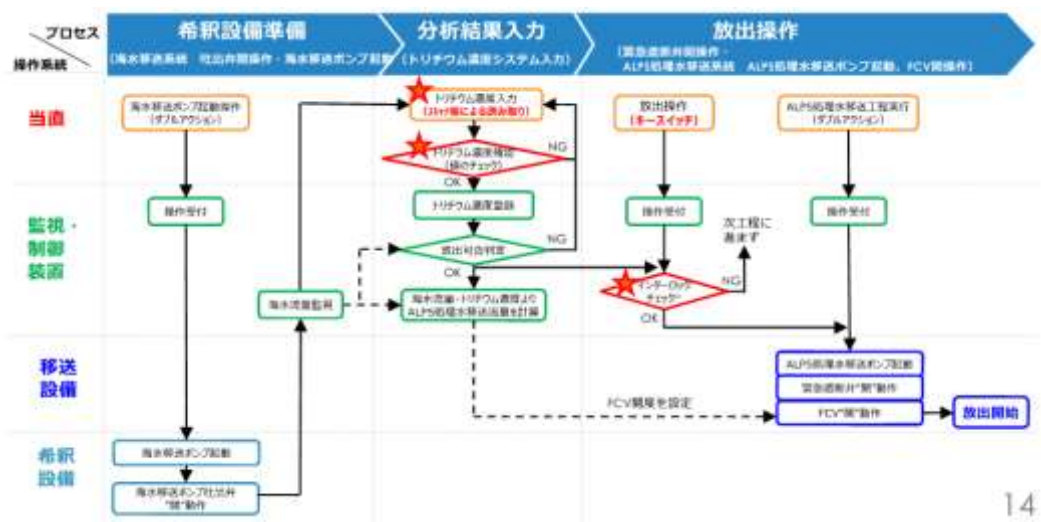 プロセス
操作系統
希釈設備準備
(海水移送系統 吐出弁開操作・海水移送ポンプ起動)
分析結果入力
(トリチウム濃度システム入力)
放出操作
(緊急遮断弁開操作・
ALPS処理水移送系統 ALPS処理水移送ポンプ起動、FCV開操作)
当直
海水移送ポンプ起動操作
(ダブルアクション)
トリチウム濃度入力
による読み取り)
トリチウム濃度確認
(値のチェック)
NG
OK
放出操作
(キースイッチ)
ALPS処理水移送工程実行
(ダブルアクション)
監視・
制御
装置
操作受付
トリチウム濃度登録
放出可否判定
NG
OK
海水流量監視
海水流量・トリチウム濃度より
ALPS処理水移送流量を計算
操作受付
インターロック
チェック
NG
OK
次工程に
進まず
操作受付
移送
設備
FCV開度を設定
ALPS処理水移送ポンプ起動
緊急遮断弁"開"動作
FCV"開"動作
放出開始
希釈
設備
海水移送ポンプ起動
海水移送ポンプ吐出弁
"開"動作
14